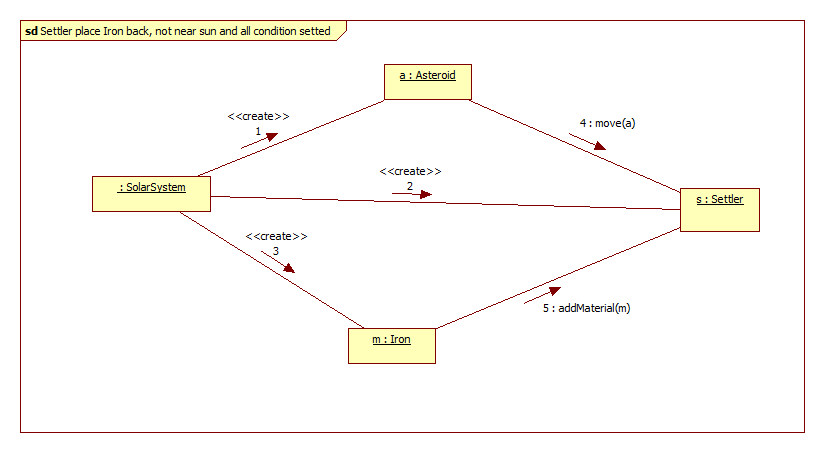 sd Settler place Iron back, not near sun and all condition setted
a : Asteroid
<<create>>
1
4 : move(a)
<<create>>
2
: SolarSystem
s : Settler
<<create>>
3
5 : addMaterial(m)
m : Iron